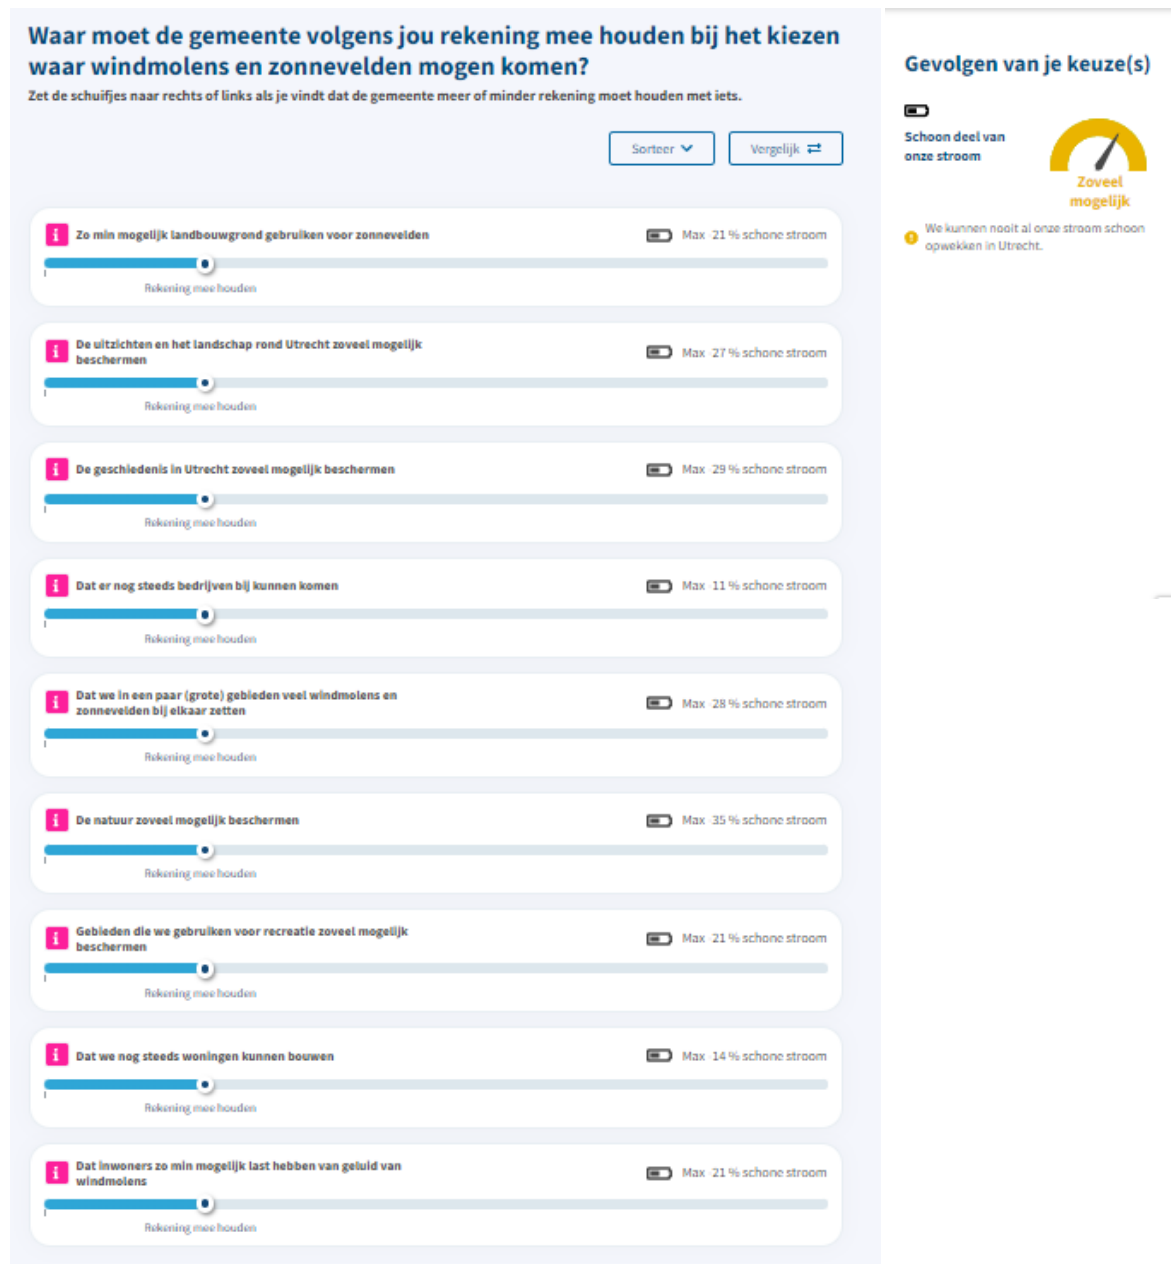 Waar moet de gemeente volgens jou rekening mee houden bij het kiezen
waar windmolens en zonnevelden mogen komen?
Zet de schuifjes naar rechts of links als je vindt dat de gemeente meer of minder rekening moet houden met iets.
Sorteer
Vergelijk
Zo min mogelijk landbouwgrond gebruiken voor zonnevelden
Max -21 % schone stroom
Rekening mee houden
De uitzichten en het landschap rond Utrecht zoveel mogelijk
beschermen
Max -27 % schone stroom
Rekening mee houden
De geschiedenis in Utrecht zoveel mogelijk beschermen
Max -29 % schone stroom
Rekening mee houden
Dat er nog steeds bedrijven bij kunnen komen
Max -11 % schone stroom
Rekening mee houden
Dat we in een paar (grote) gebieden veel windmolens en
zonnevelden bij elkaar zetten
Max -28 % schone stroom
Rekening mee houden
De natuur zoveel mogelijk beschermen
Max -35 % schone stroom
Rekening mee houden
Gebieden die we gebruiken voor recreatie zoveel mogelijk
beschermen
Max -21 % schone stroom
Rekening mee houden
Dat we nog steeds woningen kunnen bouwen
Max -14 % schone stroom
Rekening mee houden
Dat inwoners zo min mogelijk last hebben van geluid van
windmolens
Max -21 % schone stroom
Rekening mee houden
Gevolgen van je keuze(s)
Schoon deel van
onze stroom
Zoveel
mogelijk
We kunnen nooit al onze stroom schoon
opwekken in Utrecht.